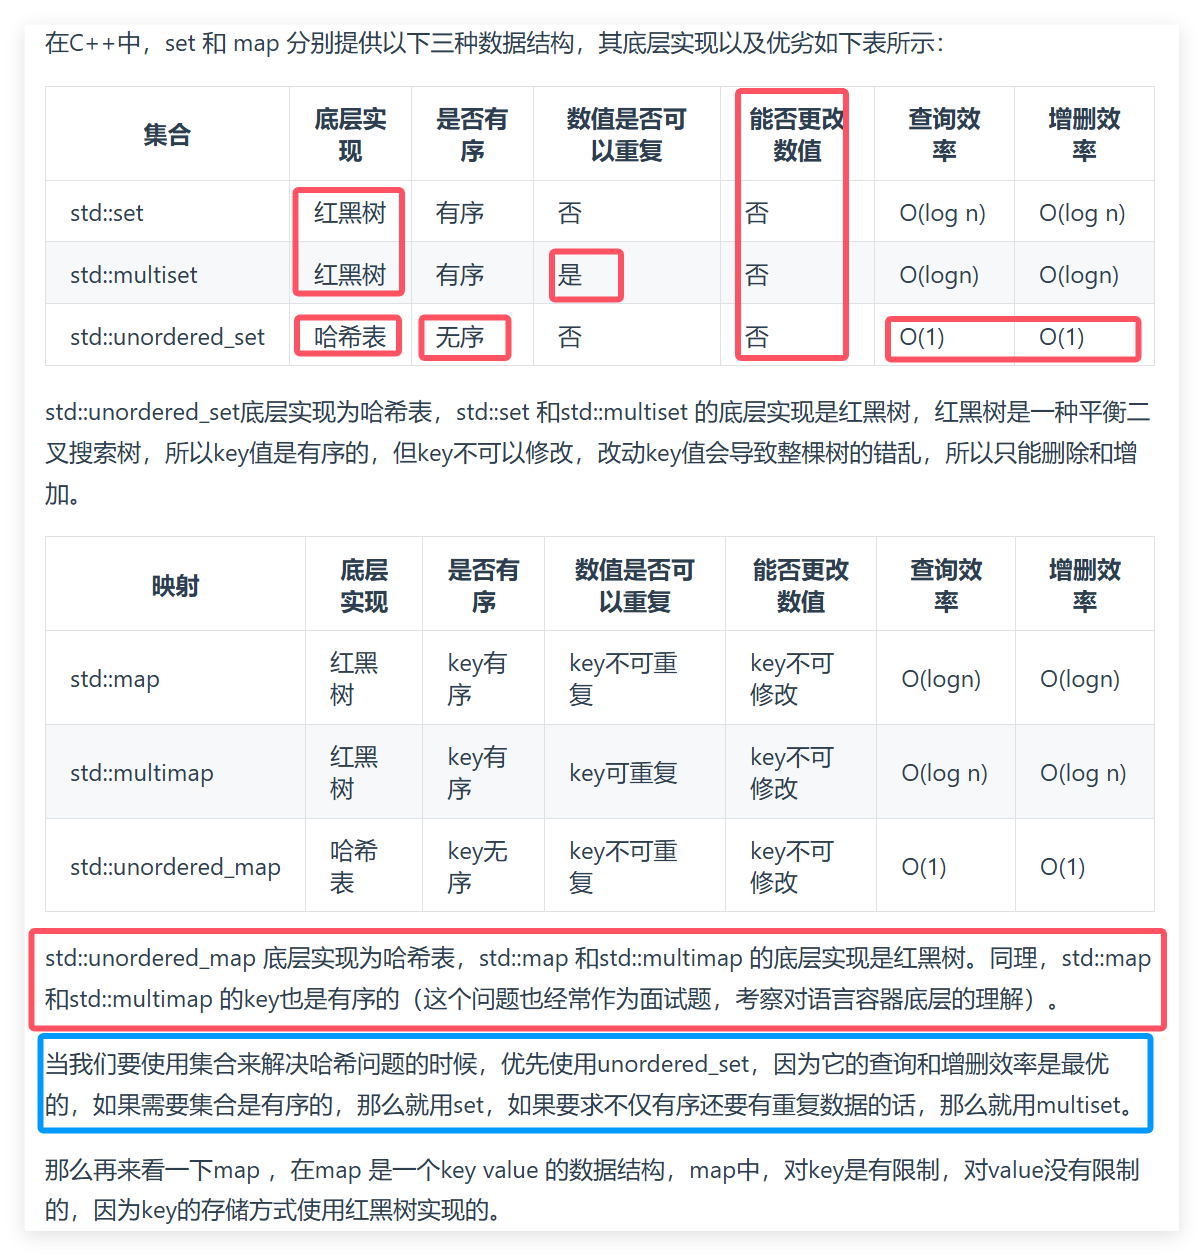 在C++中，set 和 map 分别提供以下三种数据结构，其底层实现以及优劣如下表所示：
集合 底层实现 是否有序 数值是否可以重复 能否更改数值 查询效率 增删效率
std::set 红黑树 有序 否 否 O(log n) O(log n)
std::multiset 红黑树 有序 是 否 O(logn) O(logn)
std::unordered_set 哈希表 无序 否 否 O(1) O(1)
std::unordered_set底层实现为哈希表，std::set 和std::multiset 的底层实现是红黑树，红黑树是一种平衡二
叉搜索树，所以key值是有序的，但key不可以修改，改动key值会导致整棵树的错乱，所以只能删除和增
加。
映射 底层实现 是否有序 数值是否可以重复 能否更改数值 查询效率 增删效率
std::map 红黑树 key有序 key不可重复 key不可修改 O(logn) O(logn)
std::multimap 红黑树 key有序 key可重复 key不可修改 O(log n) O(log n)
std::unordered_map 哈希表 key无序 key不可重复 key不可修改 O(1) O(1)
std::unordered_map 底层实现为哈希表，std::map 和std::multimap 的底层实现是红黑树。同理，std::map
和std::multimap 的key也是有序的（这个问题也经常作为面试题，考察对语言容器底层的理解）。
当我们要使用集合来解决哈希问题的时候，优先使用unordered_set，因为它的查询和增删效率是最优
的，如果需要集合是有序的，那么就用set，如果要求不仅有序还要有重复数据的话，那么就用multiset。
那么再来看一下map ，在map 是一个key value 的数据结构，map中，对key是有限制，对value没有限制
的，因为key的存储方式使用红黑树实现的。